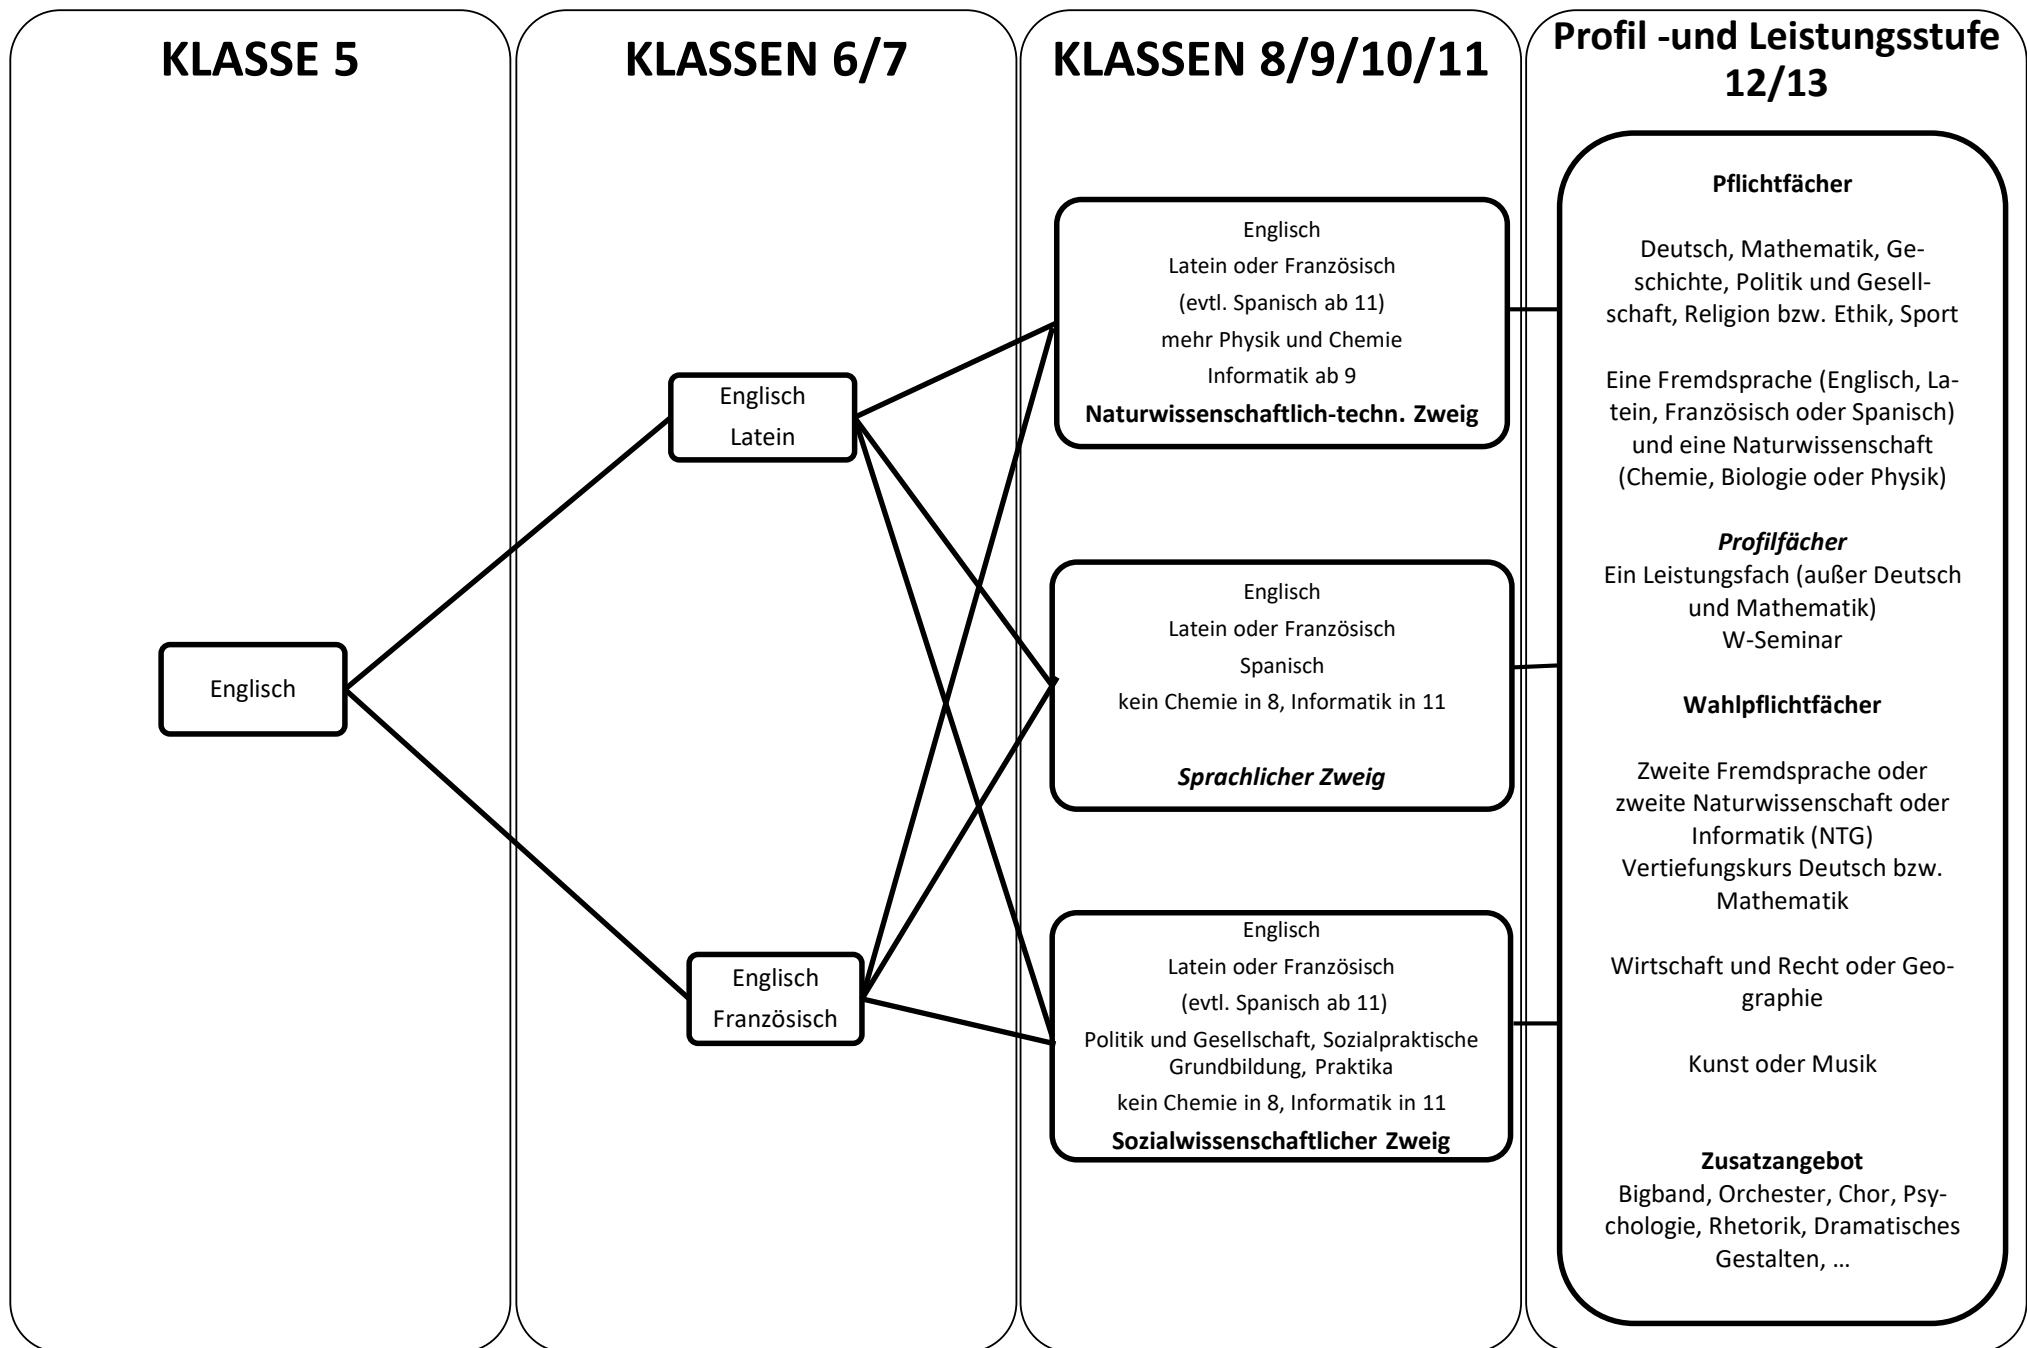 KLASSE 5
Englisch
KLASSEN 6/7
Englisch
Latein
Englisch
Französisch
KLASSEN 8/9/10/11
Englisch
Latein oder Französisch
(evtl. Spanisch ab 11)
mehr Physik und Chemie
Informatik ab 9
Naturwissenschaftlich-techn. Zweig
Englisch
Latein oder Französisch
Spanisch
kein Chemie in 8, Informatik in 11
Sprachlicher Zweig
Englisch
Latein oder Französisch
(evtl. Spanisch ab 11)
Politik und Gesellschaft, Sozialpraktische
Grundbildung, Praktika
kein Chemie in 8, Informatik in 11
Sozialwissenschaftlicher Zweig
Profil -und Leistungsstufe
12/13
Pflichtfächer
Deutsch, Mathematik, Ge-
schichte, Politik und Gesell-
schaft, Religion bzw. Ethik, Sport
Eine Fremdsprache (Englisch, La-
tein, Französisch oder Spanisch)
und eine Naturwissenschaft
(Chemie, Biologie oder Physik)
Profilfächer
Ein Leistungsfach (außer Deutsch
und Mathematik)
W-Seminar
Wahlpflichtfächer
Zweite Fremdsprache oder
zweite Naturwissenschaft oder
Informatik (NTG)
Vertiefungskurs Deutsch bzw.
Mathematik
Wirtschaft und Recht oder Geo-
graphie
Kunst oder Musik
Zusatzangebot
Bigband, Orchester, Chor, Psy-
chologie, Rhetorik, Dramatisches
Gestalten, …